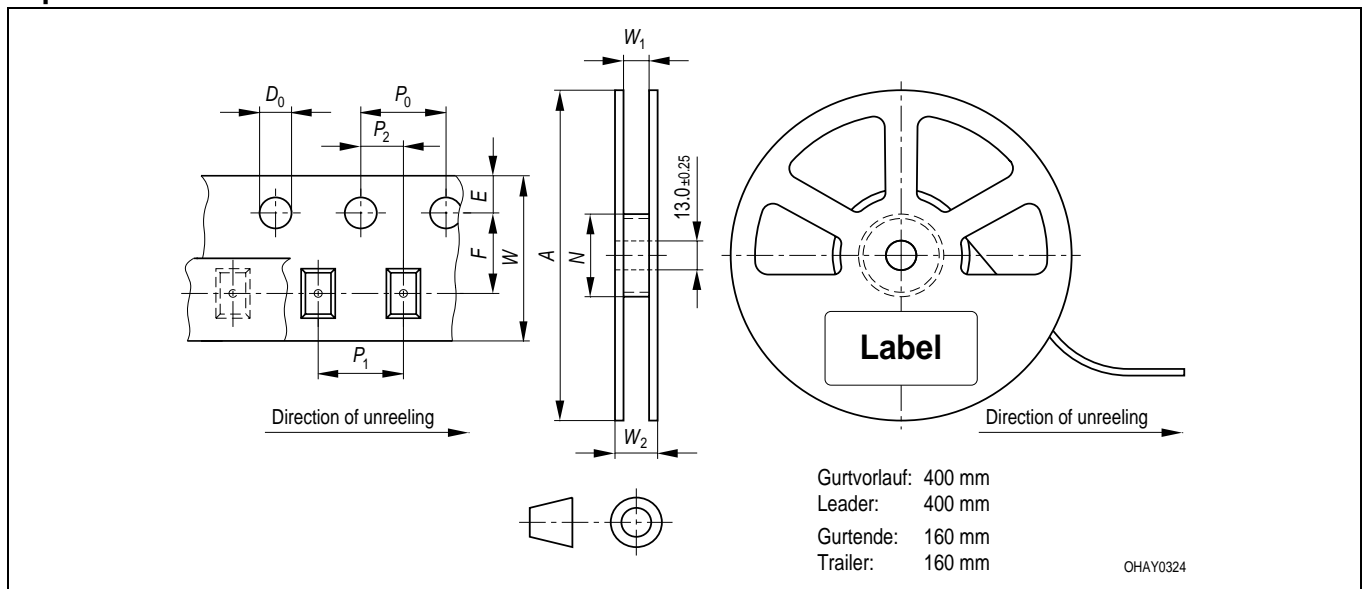 W1
D0
P0
P2
E
F
W
A
N
13.0 ±0.25
Label
P1
Direction of unreeling
W2
Direction of unreeling
Gurtvorlauf: 400 mm
Leader: 400 mm
Gurtende: 160 mm
Trailer: 160 mm
OHAY0324